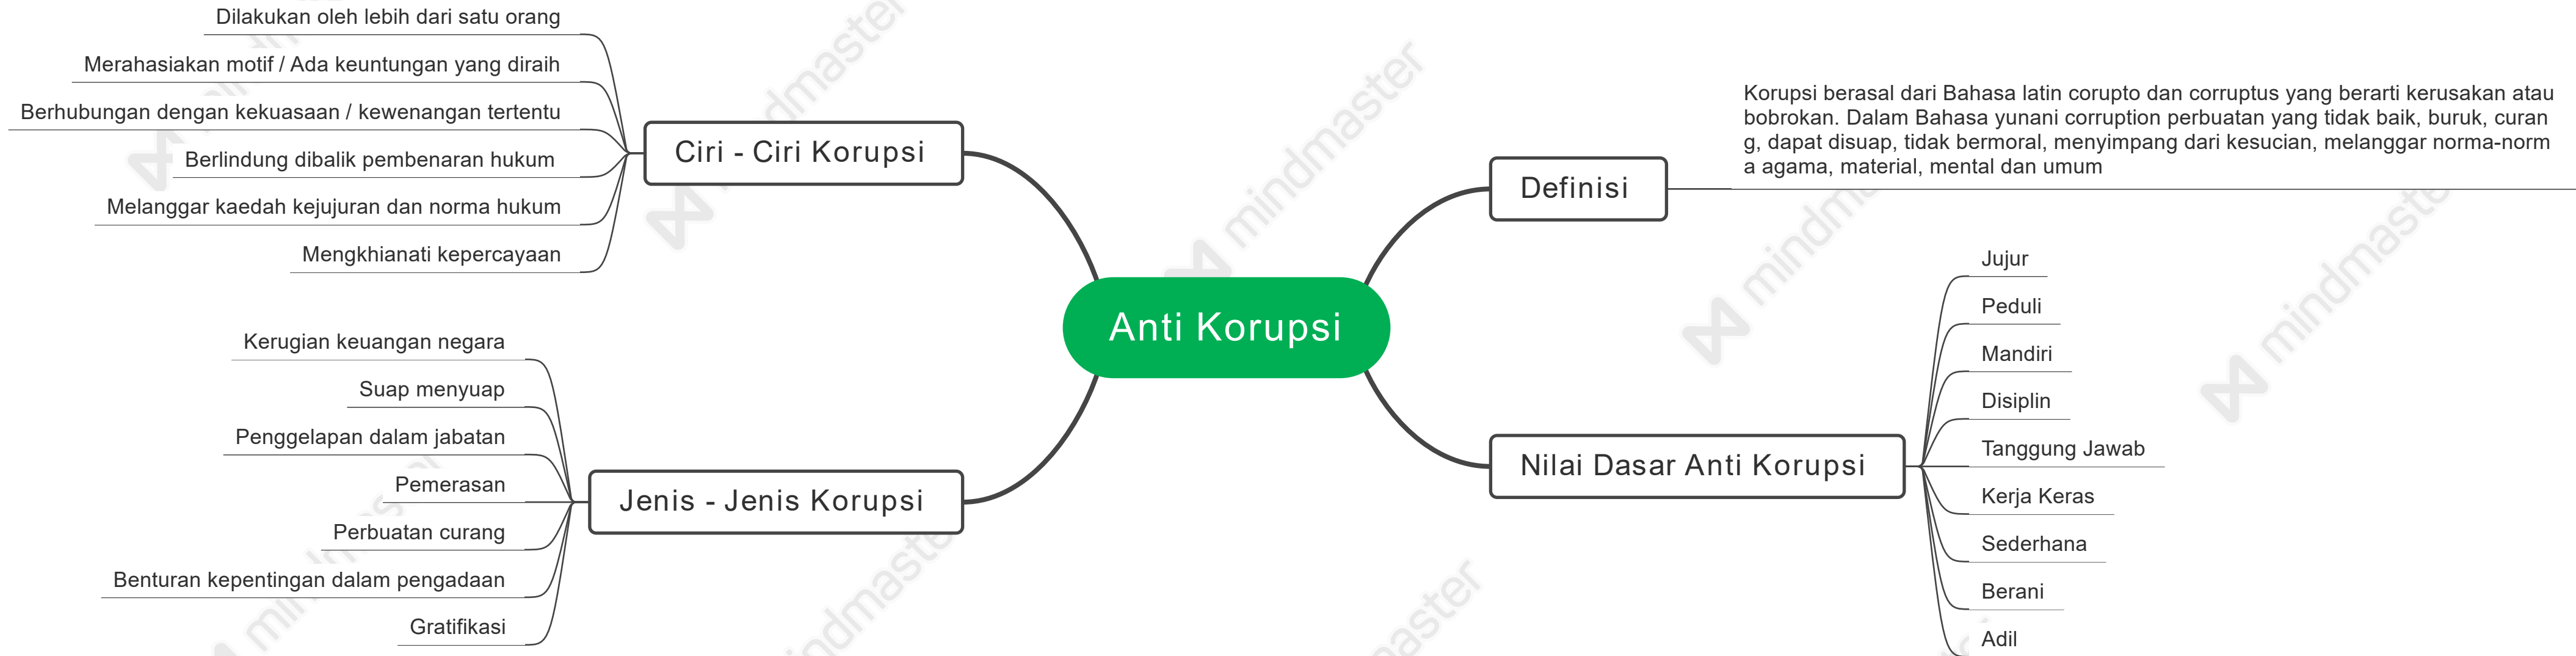 Dilakukan oleh lebih dari satu orang
Merahasiakan motif / Ada keuntungan yang diraih
Berhubungan dengan kekuasaan / kewenangan tertentu
Berlindung dibalik pembenaran hukum
Melanggar kaedah kejujuran dan norma hukum
Mengkhianati kepercayaan
Ciri - Ciri Korupsi
Kerugian keuangan negara
Suap menyuap
Penggelapan dalam jabatan
Pemerasan
Perbuatan curang
Benturan kepentingan dalam pengadaan
Gratifikasi
Jenis - Jenis Korupsi
Anti Korupsi
Definisi
Korupsi berasal dari Bahasa latin corupto dan corruptus yang berarti kerusakan atau
bobrokan. Dalam Bahasa yunani corruption perbuatan yang tidak baik, buruk, curan
g, dapat disuap, tidak bermoral, menyimpang dari kesucian, melanggar norma-norm
a agama, material, mental dan umum
Nilai Dasar Anti Korupsi
Jujur
Peduli
Mandiri
Disiplin
Tanggung Jawab
Kerja Keras
Sederhana
Berani
Adil
mindmaster
mindmaster
mindmaster
mindmaster
mindmaster